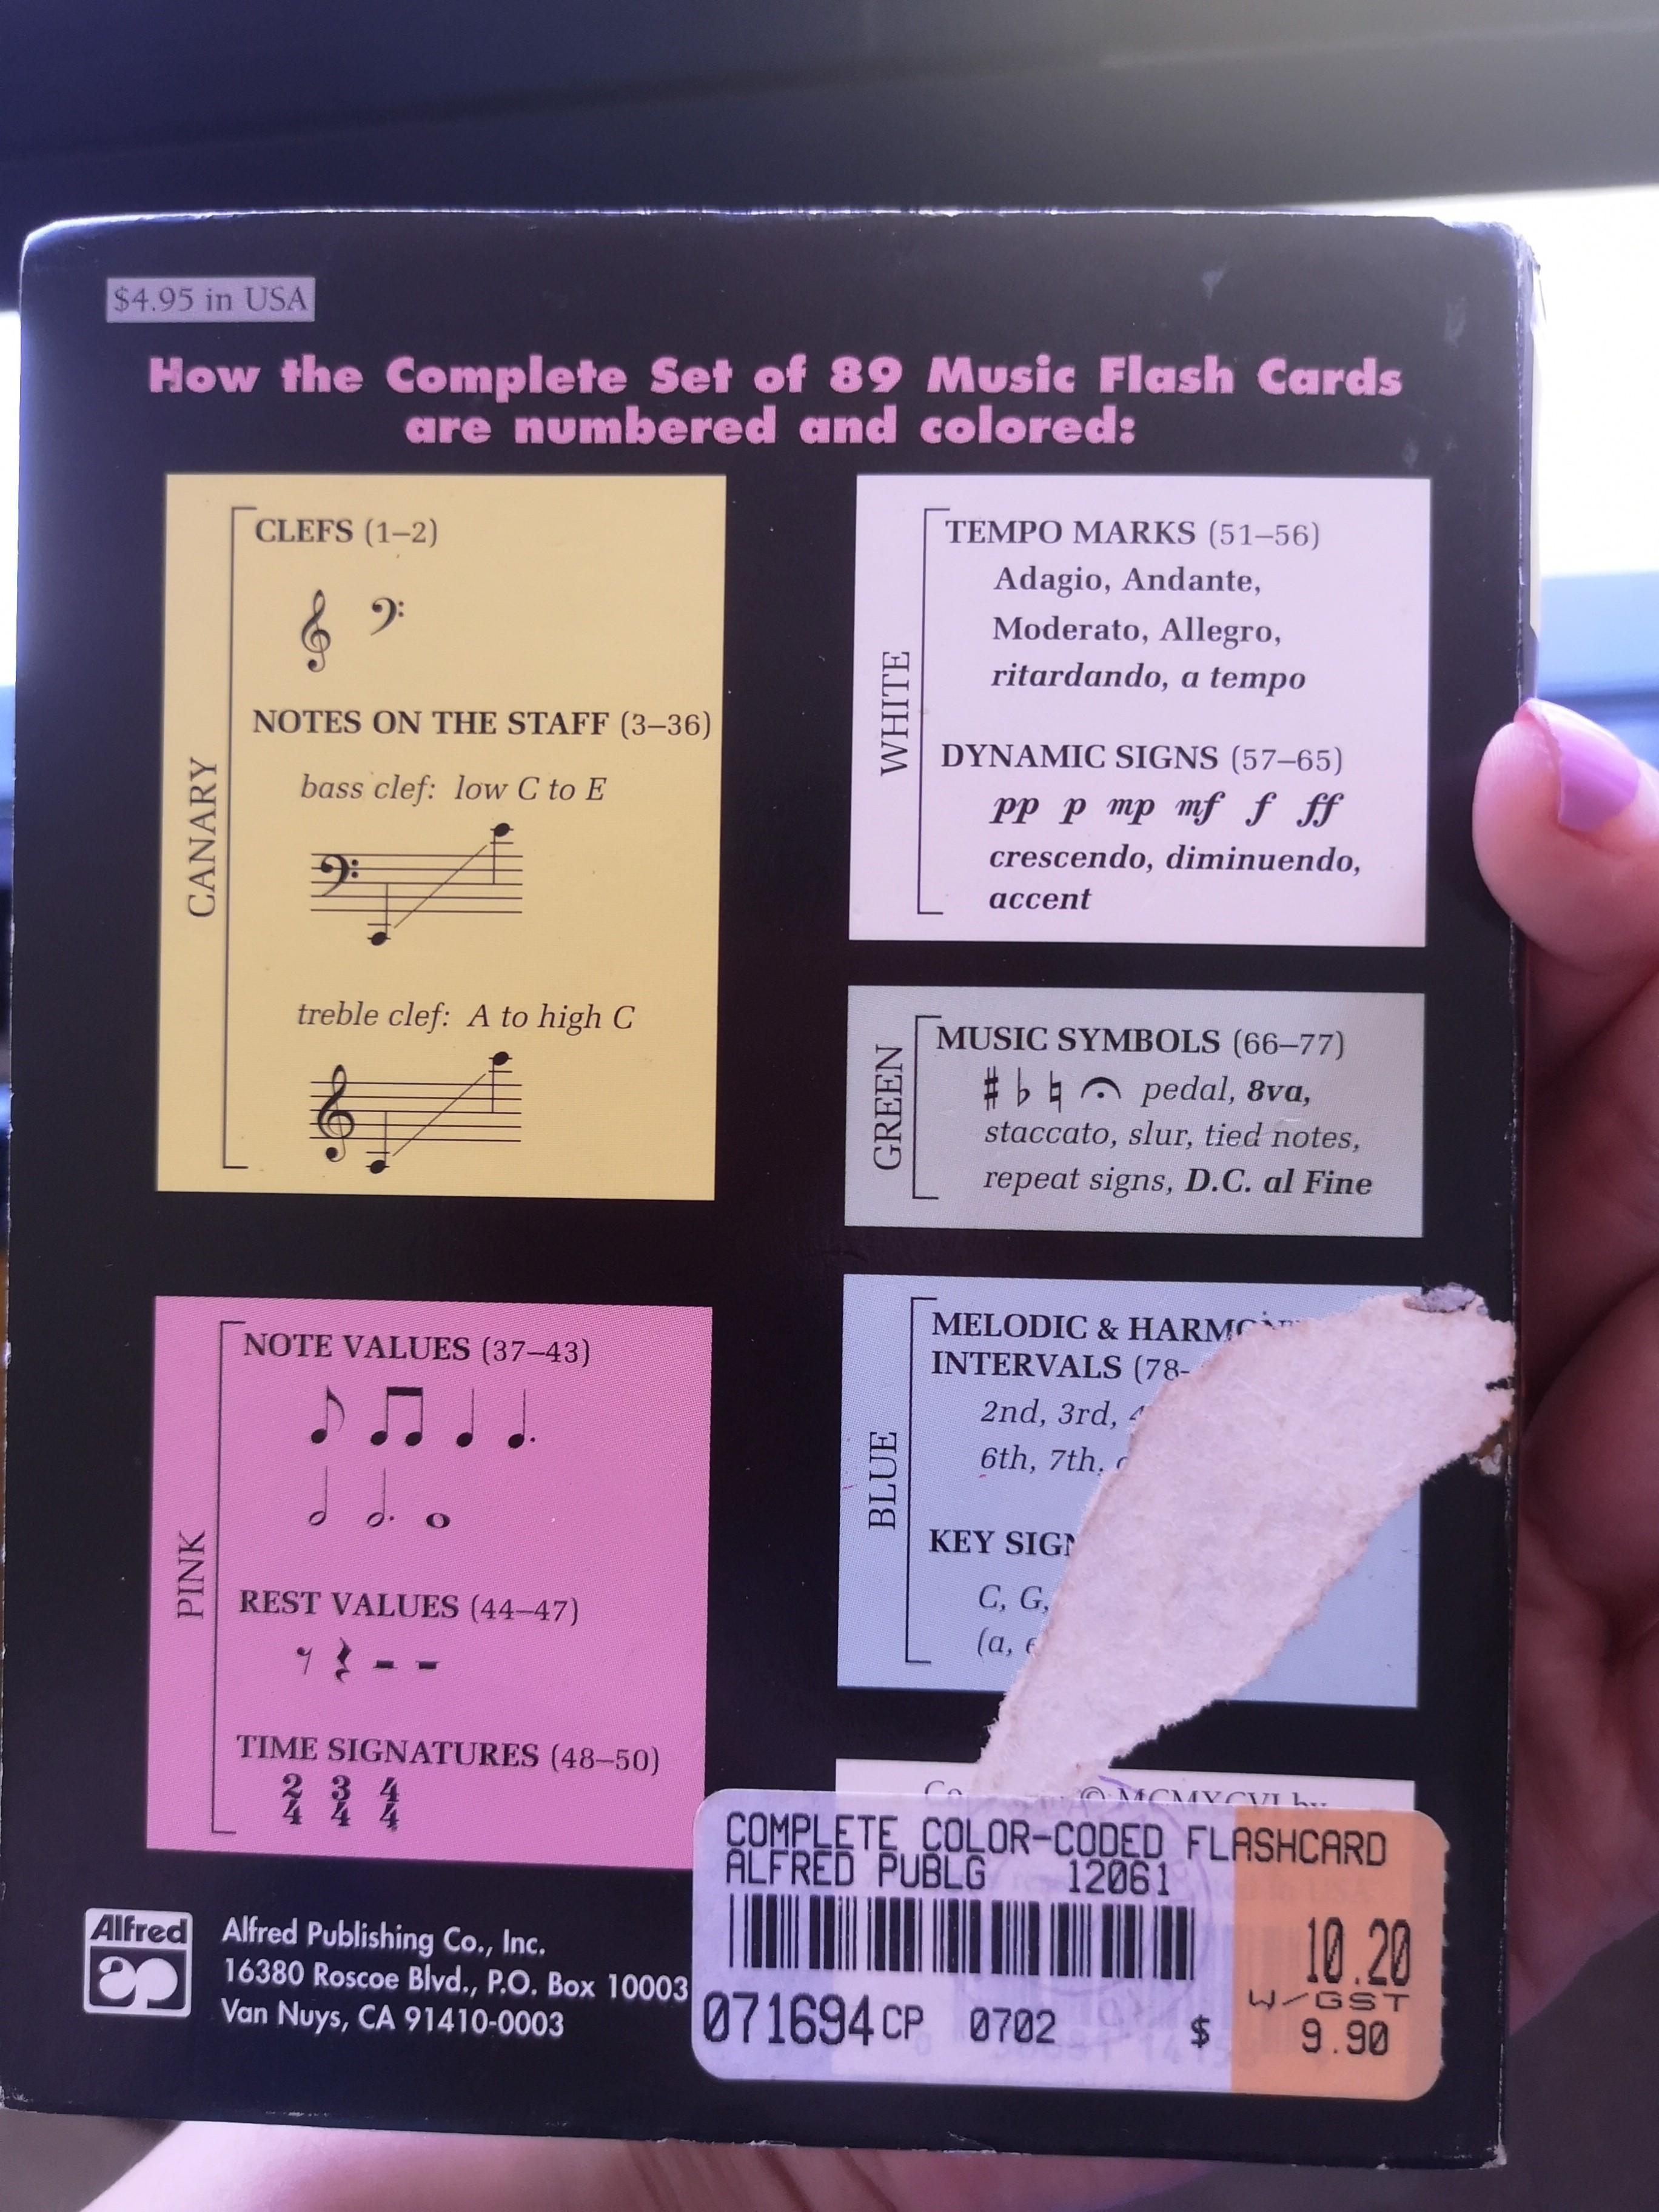 $4.95 in USA
How the Complete Set of 89 Music Flash Cards
are numbered and colored:
CANARY
CLEFS (1–2)
NOTES ON THE STAFF (3–36)
bass clef: low C to E
treble clef: A to high C
PINK
NOTE VALUES (37–43)
REST VALUES (44–47)
TIME SIGNATURES (48–50)
2 3 4
4 4 4
WHITE
TEMPO MARKS (51–56)
Adagio, Andante,
Moderato, Allegro,
ritardando, a tempo
DYNAMIC SIGNS (57–65)
pp p mp mf f ff
crescendo, diminuendo,
accent
GREEN
MUSIC SYMBOLS (66–77)
♯ ♭ ♮ pedal, 8va,
staccato, slur, tied notes,
repeat signs, D.C. al Fine
BLUE
MELODIC &
INTERVALS (78-
2nd, 3rd,
6th, 7th,
KEY
C, G,
(a,
© MCMXCVI by
COMPLETE COLOR-CODED FLASHCARD
ALFRED PUBLG 12061
10.20
W/GST
071694 CP 0702 $ 9.90
Alfred
Alfred Publishing Co., Inc.
16380 Roscoe Blvd., P.O. Box 10003
Van Nuys, CA 91410-0003